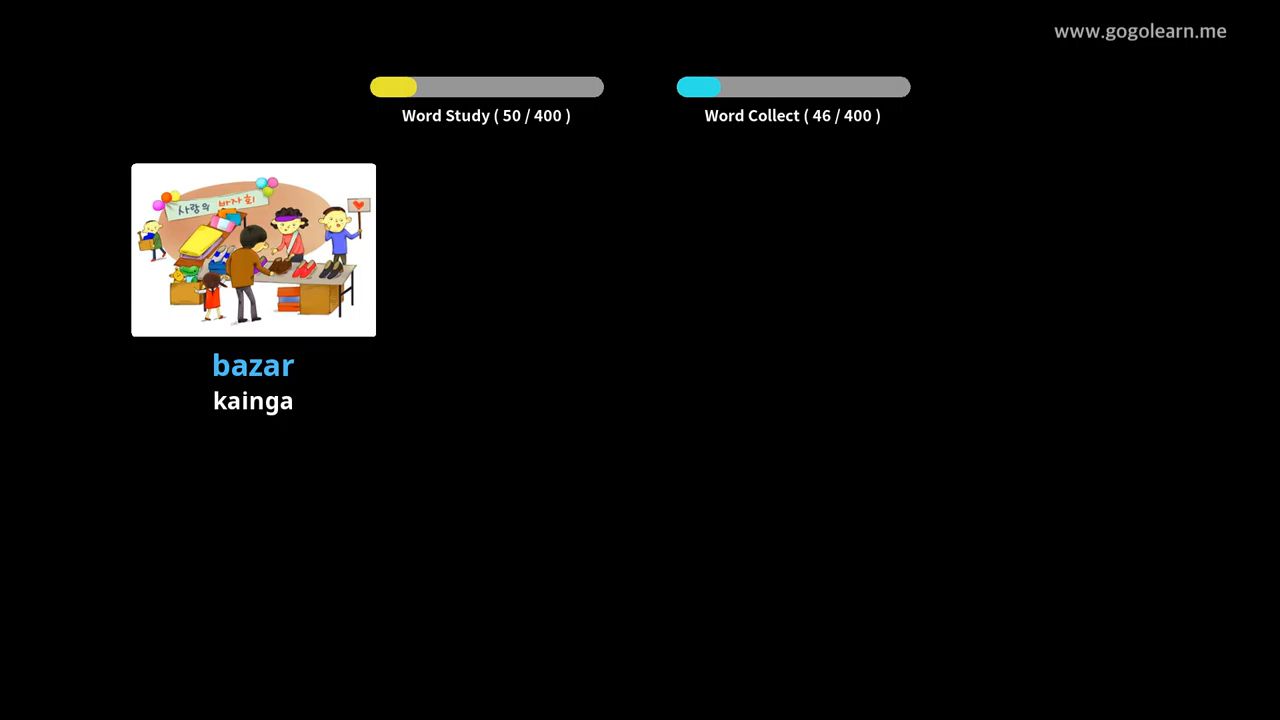 www.gogolearn.me
Word Study ( 50 / 400 )
Word Collect ( 46 / 400 )
사랑의 바자회
bazar
kainga